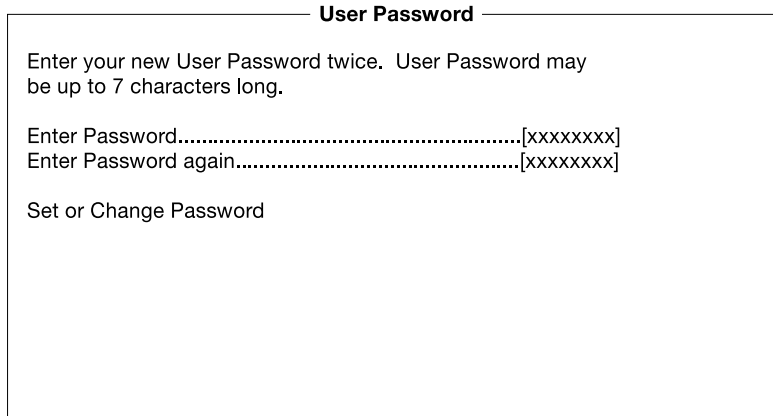 User Password
Enter your new User Password twice. User Password may
be up to 7 characters long.
Enter Password......................................................[xxxxxxxx]
Enter Password again.............................................[xxxxxxxx]
Set or Change Password